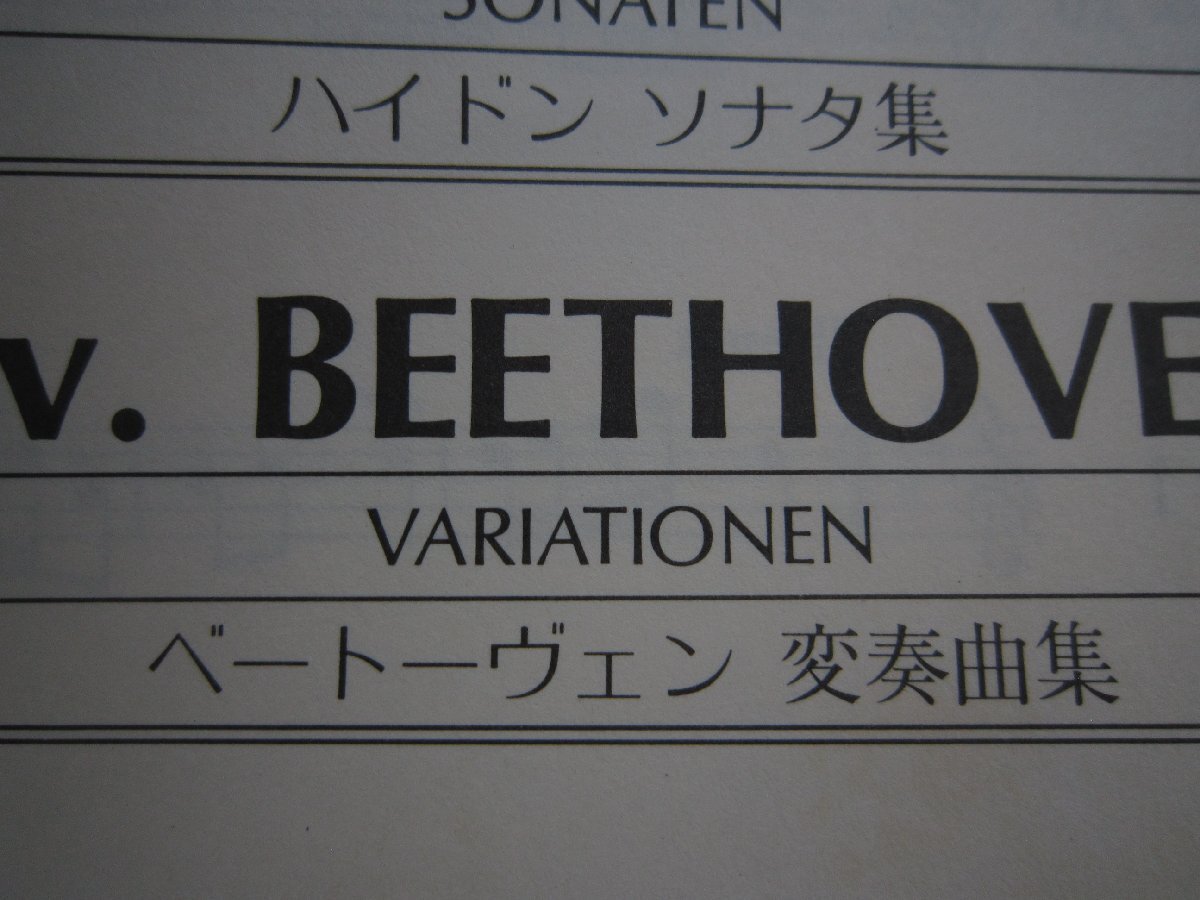 SONATEN
ハイドン ソナタ集
v. BEETHOVE
VARIATIONEN
ベートーヴェン 変奏曲集